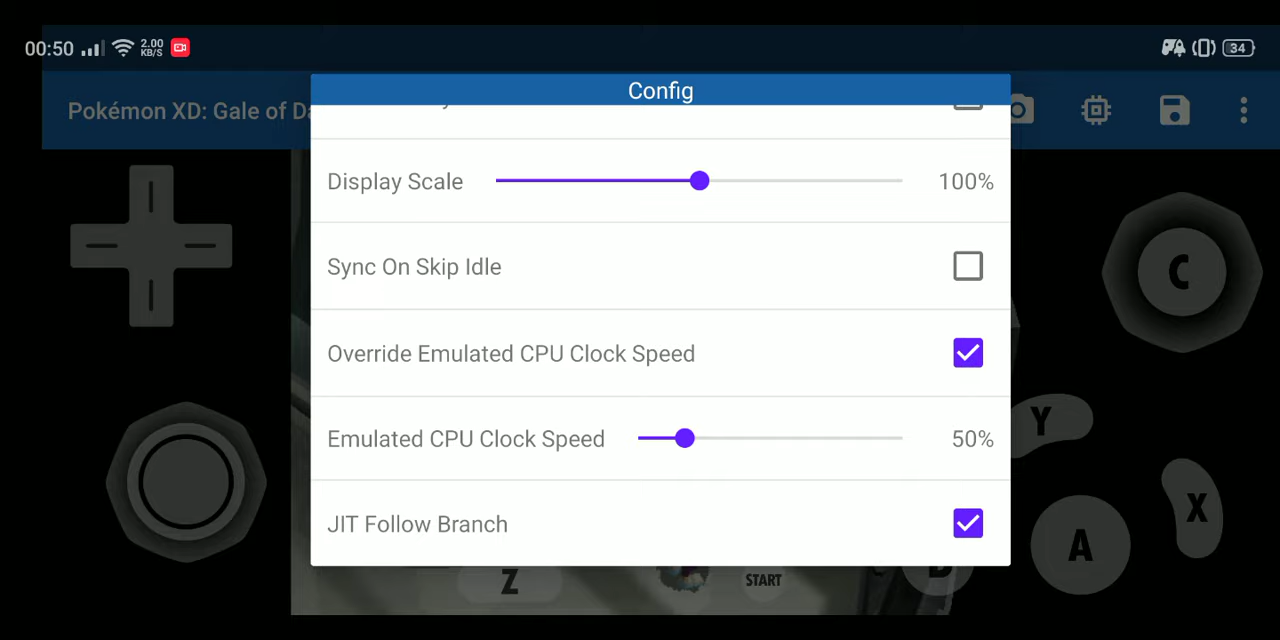 00:50 2.00 KB/S 34
Config
Pokémon XD: Gale of Da
Display Scale 100%
Sync On Skip Idle
Override Emulated CPU Clock Speed
Emulated CPU Clock Speed 50%
JIT Follow Branch
C
Y
X
A
B
Z
START